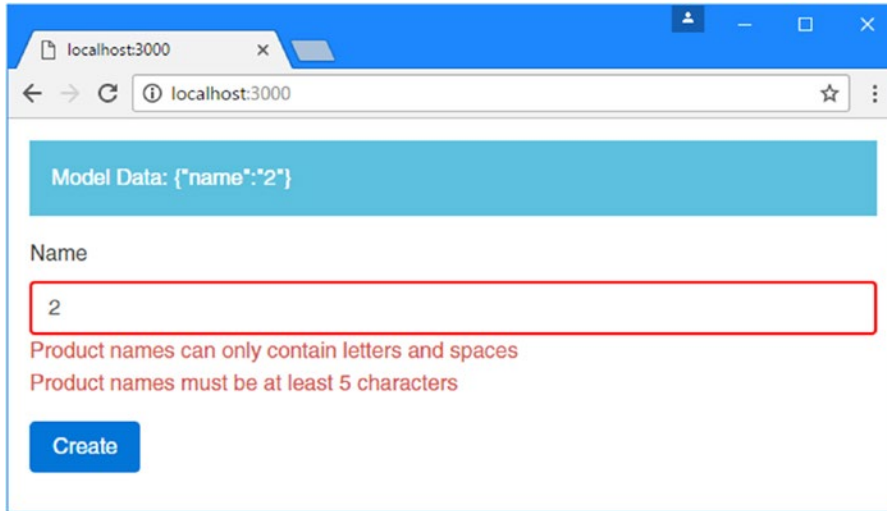 localhost:3000
localhost:3000
Model Data: {"name":"2"}
Name
2
Product names can only contain letters and spaces
Product names must be at least 5 characters
Create